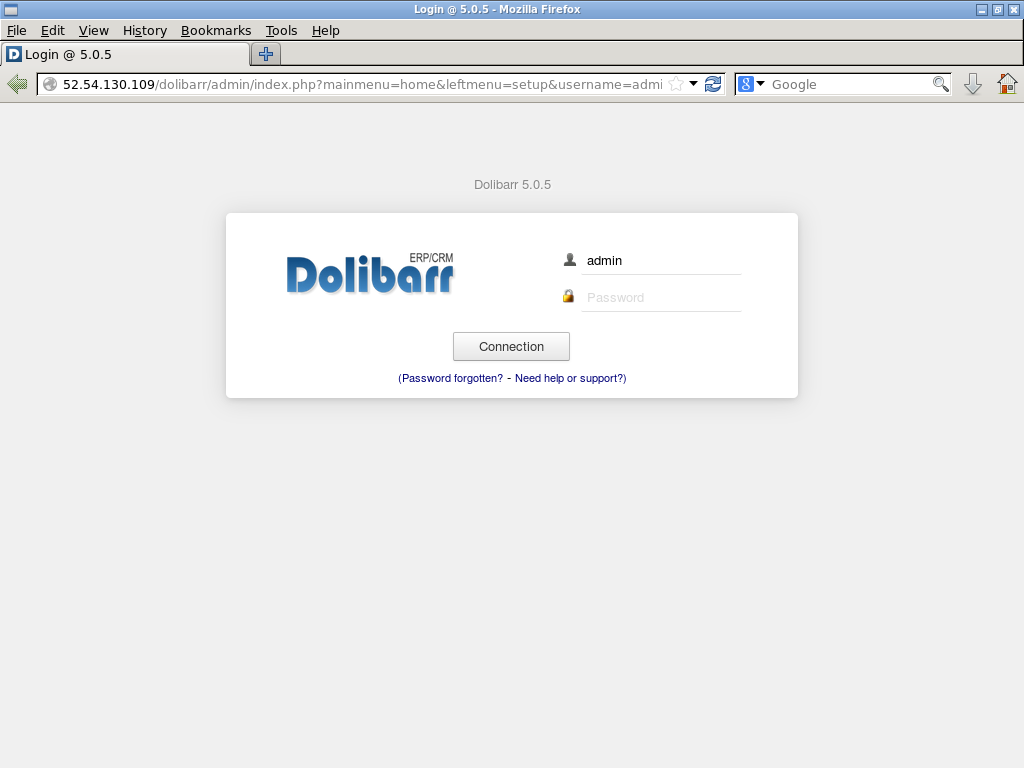 Login @ 5.0.5 - Mozilla Firefox
File Edit View History Bookmarks Tools Help
D Login @ 5.0.5
52.54.130.109/dolibarr/admin/index.php?mainmenu=home&leftmenu=setup&username=admi
8 Google
Dolibarr 5.0.5
ERP/CRM
Dolibarr
admin
Password
Connection
(Password forgotten? - Need help or support?)